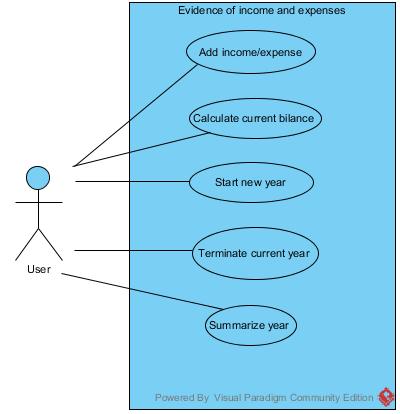 Evidence of income and expenses
Add income/expense
Calculate current bilance
Start new year
Terminate current year
User
Summarize year
Powered By Visual Paradigm Community Edition